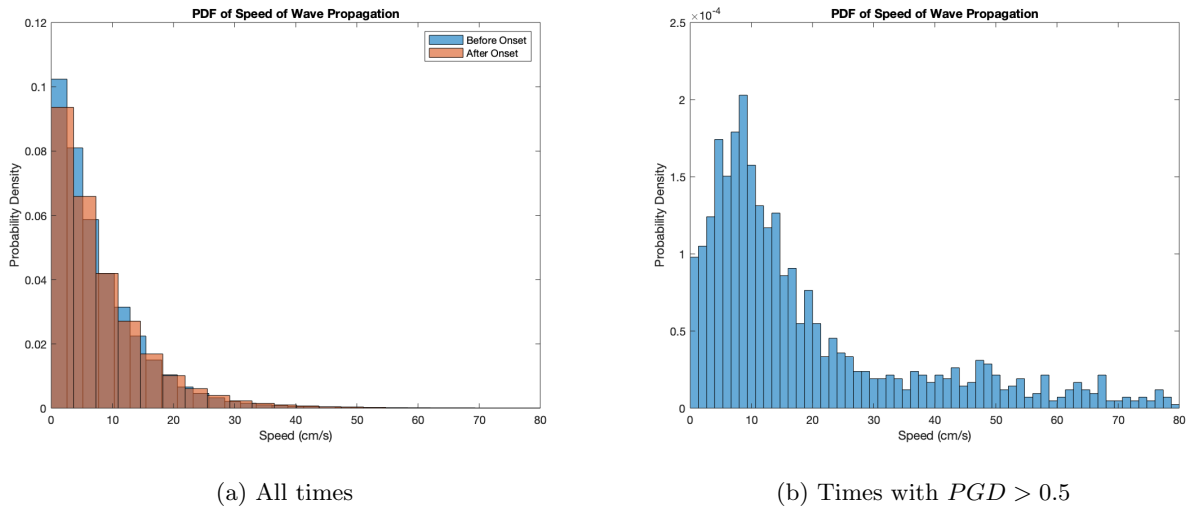 PDF of Speed of Wave Propagation
0.12
0.1
0.08
0.06
0.04
0.02
0
Probability Density
Before Onset
After Onset
0 10 20 30 40 50 60 70 80
Speed (cm/s)
(a) All times
PDF of Speed of Wave Propagation
×10⁻⁴
2.5
2
1.5
1
0.5
0
Probability Density
0 10 20 30 40 50 60 70 80
Speed (cm/s)
(b) Times with PGD > 0.5